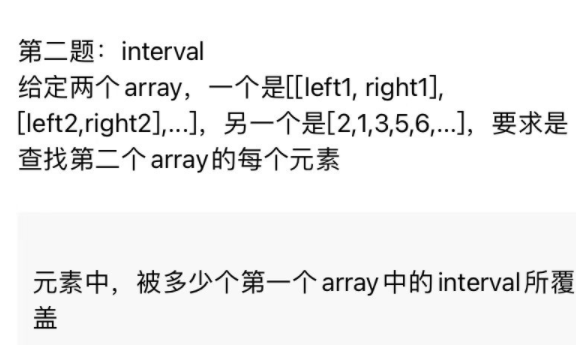 第二题：interval
给定两个array，一个是[[left1, right1],
[left2,right2],...]，另一个是[2,1,3,5,6,...]，要求是
查找第二个array的每个元素
元素中，被多少个第一个array中的interval所覆
盖